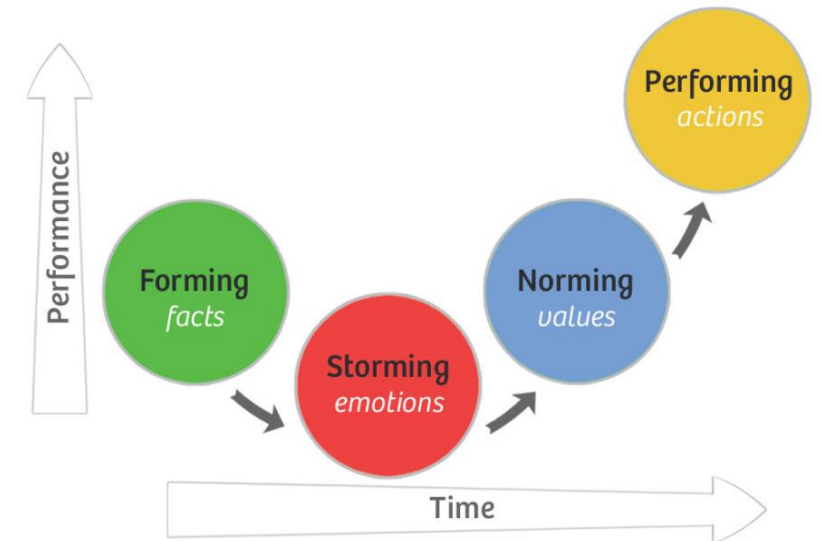 Performance
Forming
facts
Storming
emotions
Norming
values
Performing
actions
Time